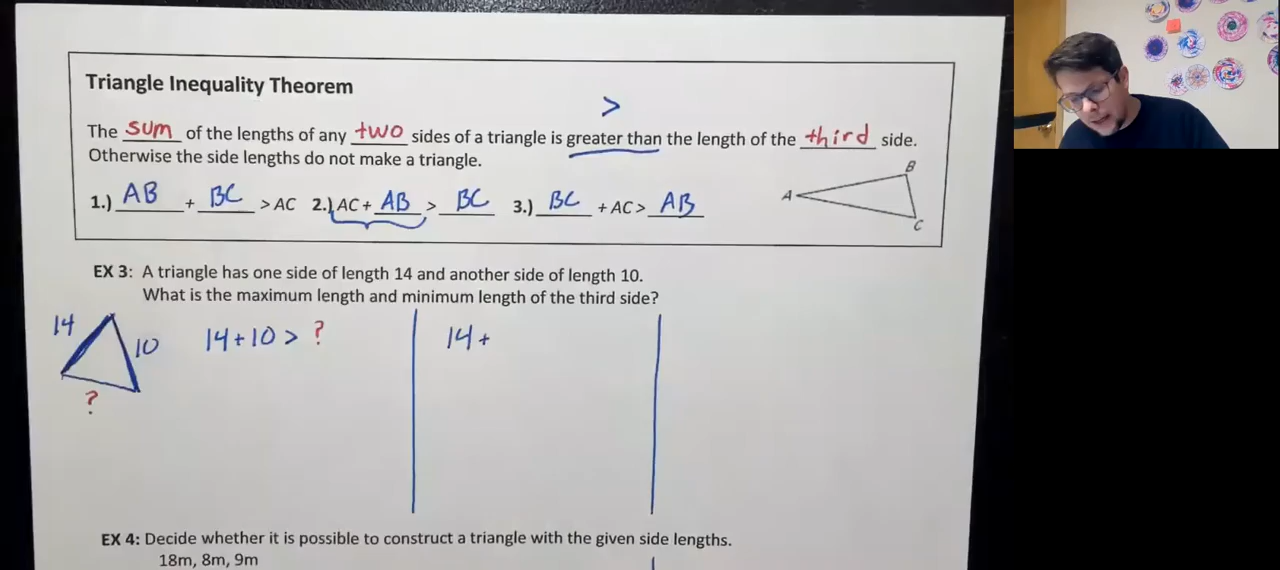 Triangle Inequality Theorem
>
The sum of the lengths of any two sides of a triangle is greater than the length of the third side.
Otherwise the side lengths do not make a triangle.
1.) AB + BC > AC 2.) AC + AB > BC 3.) BC + AC > AB
A B C
EX 3: A triangle has one side of length 14 and another side of length 10.
What is the maximum length and minimum length of the third side?
14 10 ?
14 + 10 > ?
14 +
EX 4: Decide whether it is possible to construct a triangle with the given side lengths.
18m, 8m, 9m